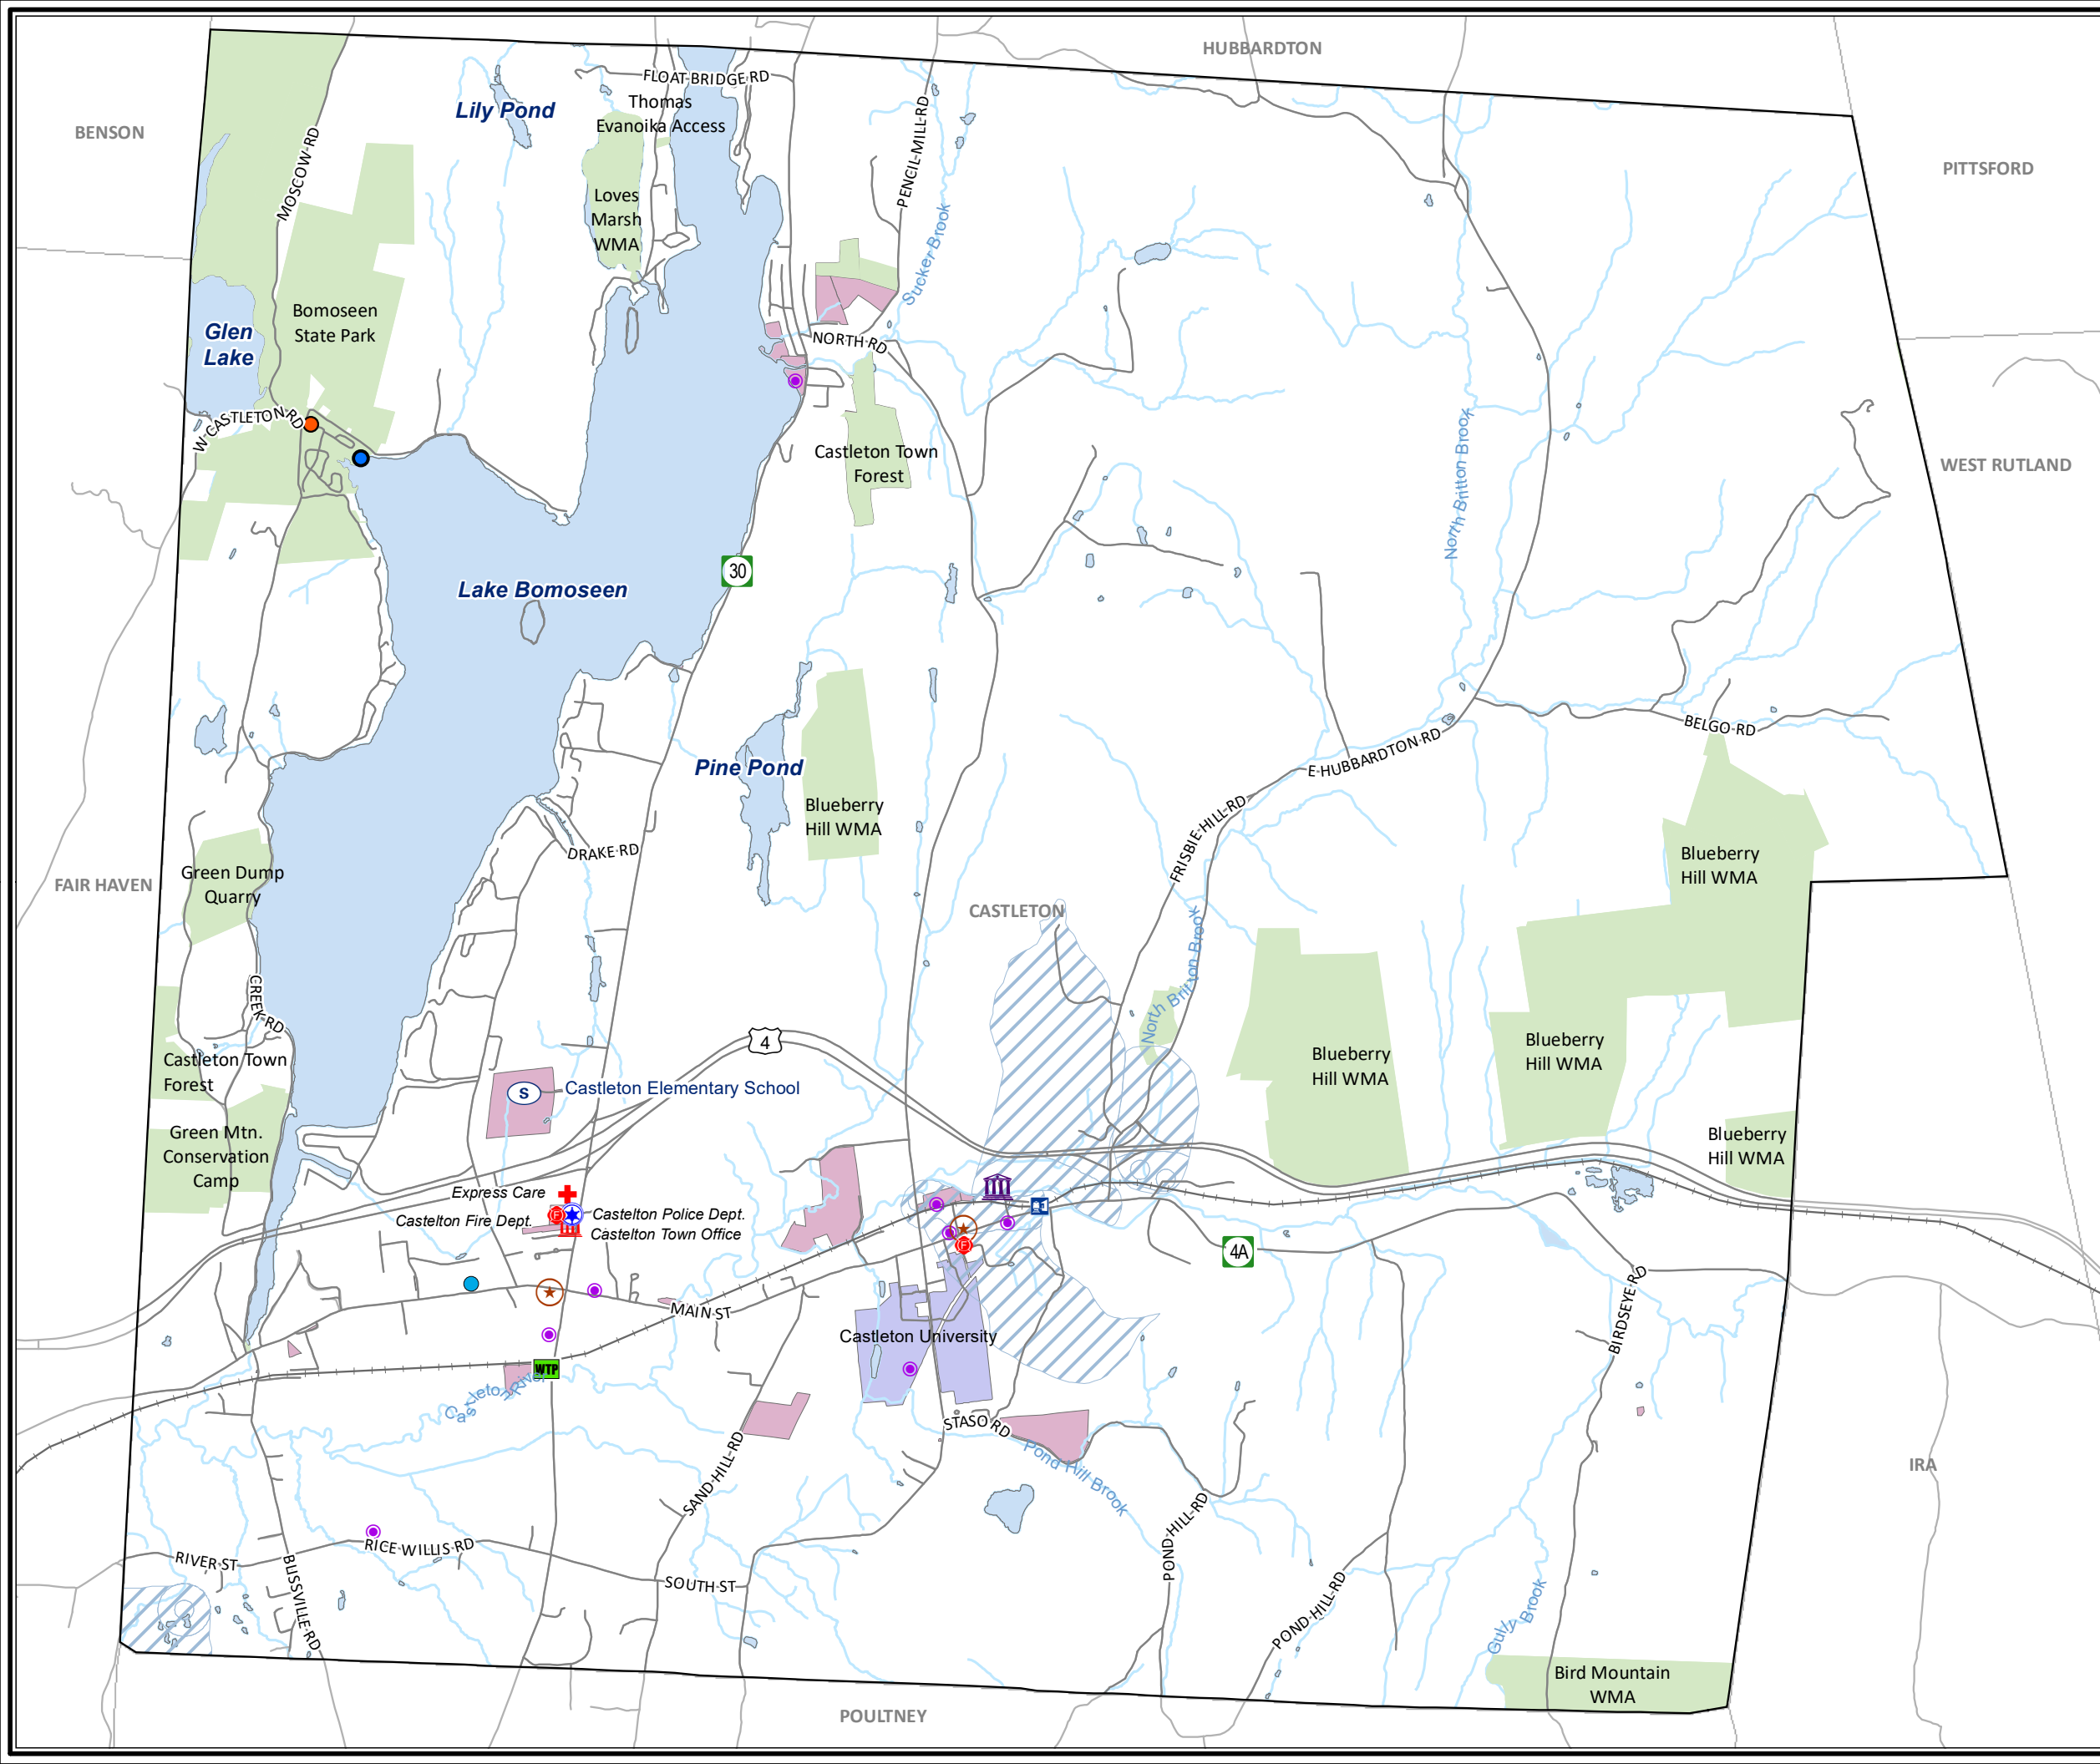 HUBBARDTON
FLOAT BRIDGE RD
Thomas
Evanoika Access
Lily Pond
BENSON
MOSCOW RD
PENCIL MILL RD
PITTSFORD
Loves
Marsh
WMA
Sucker Brook
Bomoseen
State Park
Glen
Lake
NORTH RD
W CASTLETON RD
Castleton Town
Forest
North Britton Brook
WEST RUTLAND
30
Lake Bomoseen
BELGO RD
E HUBBARDTON RD
Pine Pond
Blueberry
Hill WMA
FRISBIE HILL RD
DRAKE RD
Blueberry
Hill WMA
Green Dump
Quarry
FAIR HAVEN
CASTLETON
North Britton Brook
CREEK RD
4
Castleton Town
Forest
Blueberry
Hill WMA
Blueberry
Hill WMA
S
Castleton Elementary School
Green Mtn.
Conservation
Camp
Blueberry
Hill WMA
Express Care
F
Castelton Fire Dept.
Castelton Police Dept.
Castelton Town Office
F
4A
MAIN ST
BIRDSEYE RD
Castleton University
WTP
Castleton River
STASO RD
Pond Hill Brook
SAND HILL RD
IRA
POND HILL RD
RICE WILLIS RD
RIVER ST
SOUTH ST
BLISSVILLE RD
POND HILL RD
Gully Brook
Bird Mountain
WMA
POULTNEY